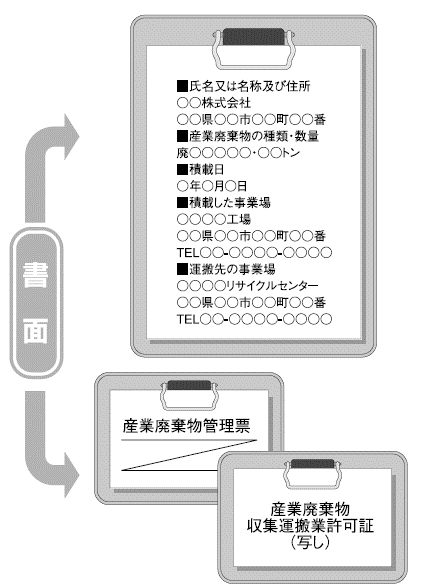 ■氏名又は名称及び住所
○○株式会社
○○県○○市○○町○○番
■産業廃棄物の種類・数量
廃○○○○○・○○トン
■積載日
○年○月○日
■積載した事業場
○○○○工場
○○県○○市○○町○○番
TEL○○-○○○○-○○○○
■運搬先の事業場
○○○○リサイクルセンター
○○県○○市○○町○○番
TEL○○-○○○○-○○○○
書面
産業廃棄物管理票
産業廃棄物
収集運搬業許可証
（写し）